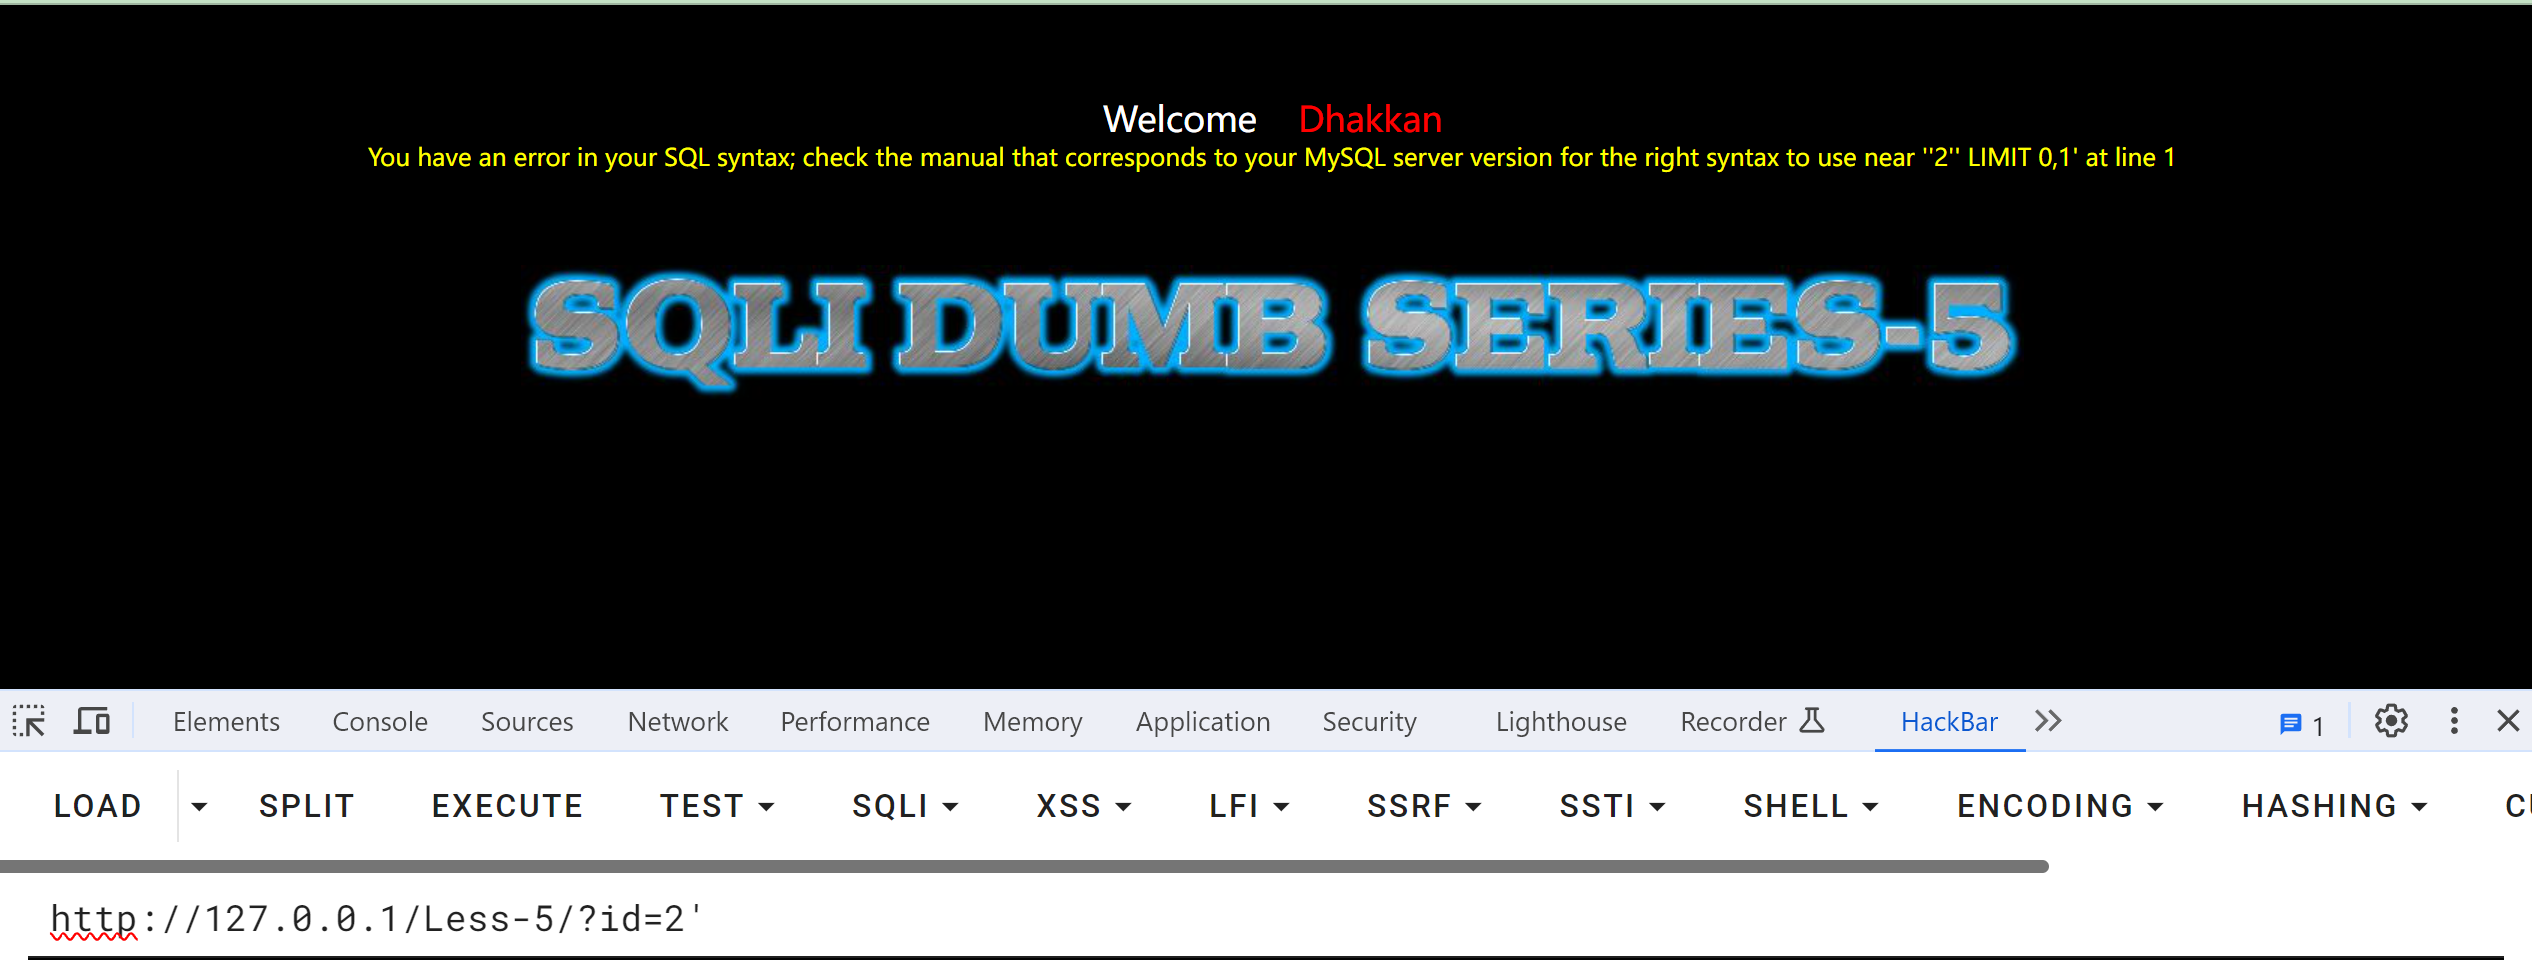 Welcome Dhakkan
You have an error in your SQL syntax; check the manual that corresponds to your MySQL server version for the right syntax to use near ''2'' LIMIT 0,1' at line 1
SQLI DUMB SERIES-5
Elements Console Sources Network Performance Memory Application Security Lighthouse Recorder HackBar 1
LOAD SPLIT EXECUTE TEST SQLI XSS LFI SSRF SSTI SHELL ENCODING HASHING
http://127.0.0.1/Less-5/?id=2'